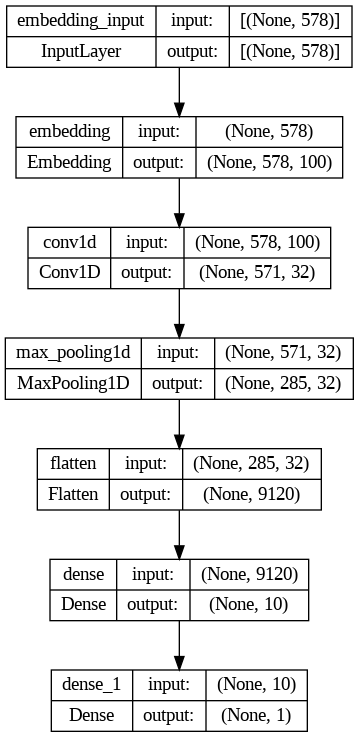 embedding_input input: [(None, 578)]
InputLayer output: [(None, 578)]
embedding input: (None, 578)
Embedding output: (None, 578, 100)
conv1d input: (None, 578, 100)
Conv1D output: (None, 571, 32)
max_pooling1d input: (None, 571, 32)
MaxPooling1D output: (None, 285, 32)
flatten input: (None, 285, 32)
Flatten output: (None, 9120)
dense input: (None, 9120)
Dense output: (None, 10)
dense_1 input: (None, 10)
Dense output: (None, 1)